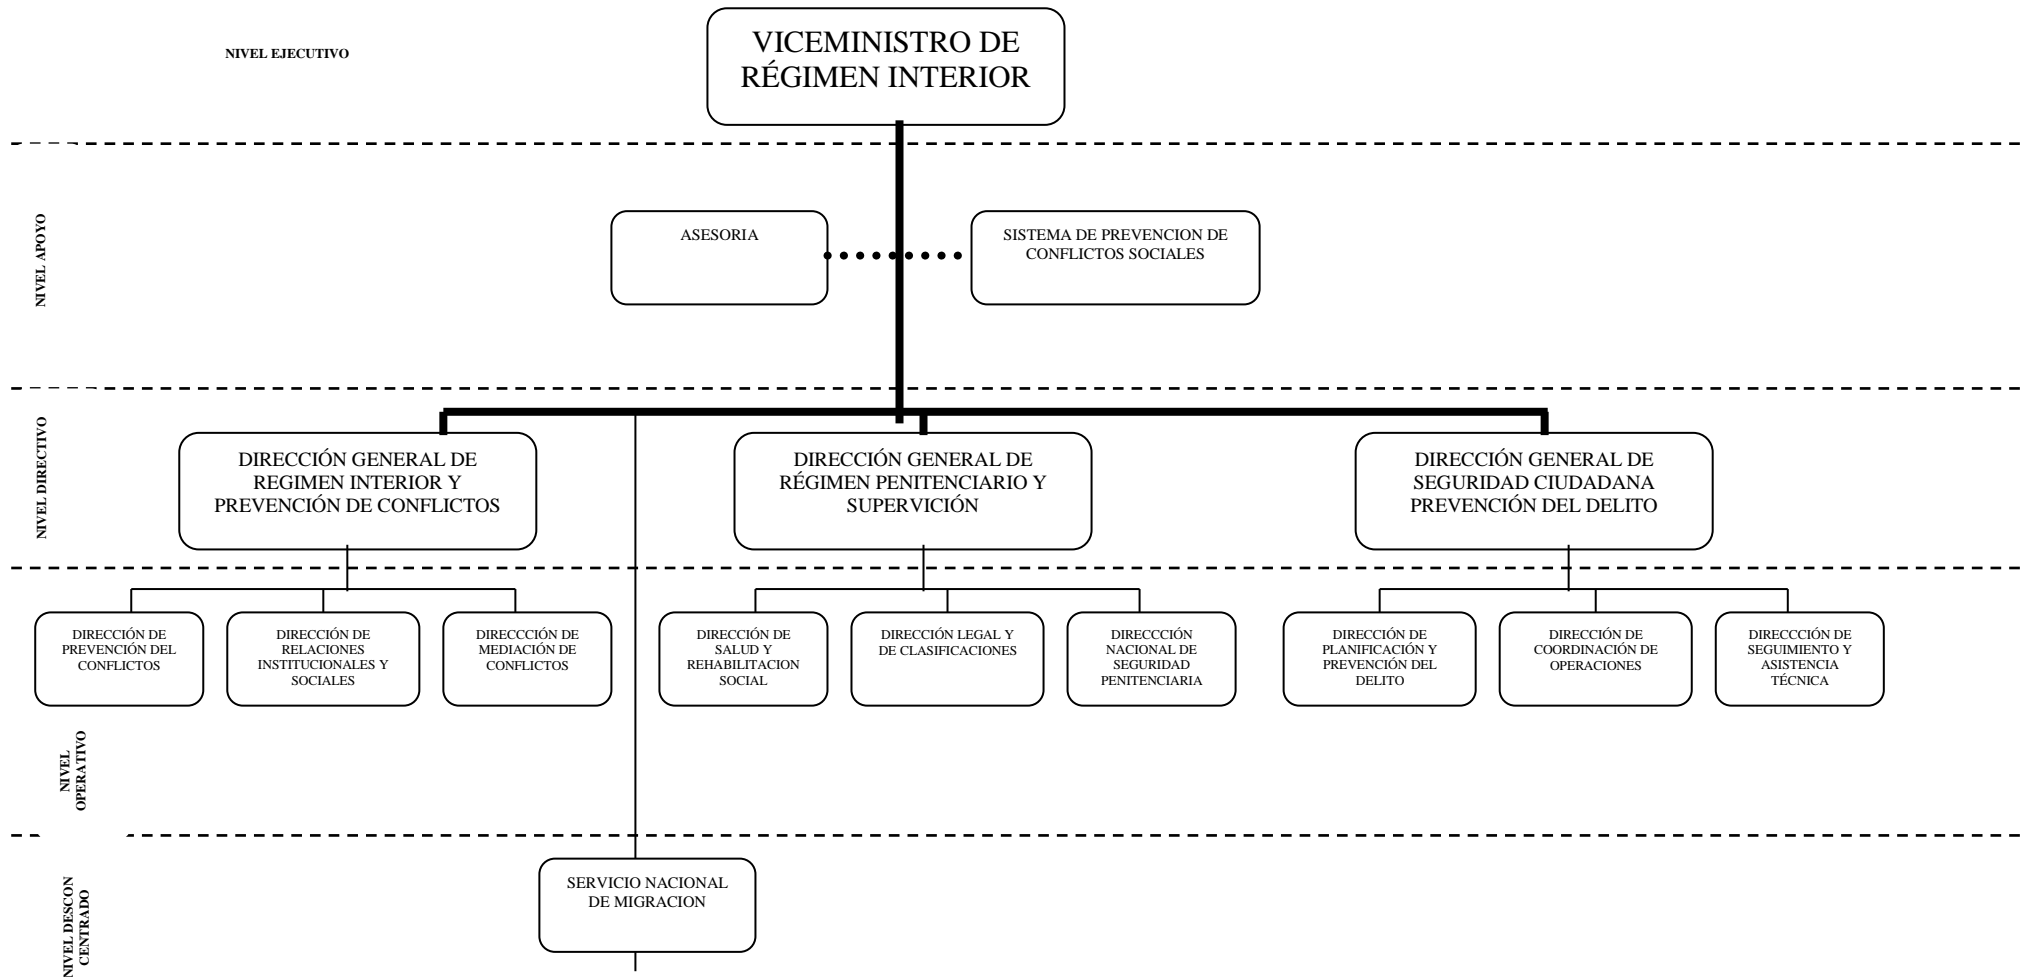 NIVEL EJECUTIVO
VICEMINISTRO DE
RÉGIMEN INTERIOR
NIVEL APOYO
ASESORIA
SISTEMA DE PREVENCION DE
CONFLICTOS SOCIALES
NIVEL DIRECTIVO
DIRECCIÓN GENERAL DE
REGIMEN INTERIOR Y
PREVENCIÓN DE CONFLICTOS
DIRECCIÓN GENERAL DE
RÉGIMEN PENITENCIARIO Y
SUPERVICIÓN
DIRECCIÓN GENERAL DE
SEGURIDAD CIUDADANA
PREVENCIÓN DEL DELITO
DIRECCIÓN DE
PREVENCIÓN DEL
CONFLICTOS
DIRECCIÓN DE
RELACIONES
INSTITUCIONALES Y
SOCIALES
DIRECCCIÓN DE
MEDIACIÓN DE
CONFLICTOS
DIRECCIÓN DE
SALUD Y
REHABILITACION
SOCIAL
DIRECCIÓN LEGAL Y
DE CLASIFICACIONES
DIRECCCIÓN
NACIONAL DE
SEGURIDAD
PENITENCIARIA
DIRECCIÓN DE
PLANIFICACIÓN Y
PREVENCIÓN DEL
DELITO
DIRECCIÓN DE
COORDINACIÓN DE
OPERACIONES
DIRECCCIÓN DE
SEGUIMIENTO Y
ASISTENCIA
TÉCNICA
NIVEL
OPERATIVO
NIVEL DESCON
CENTRADO
SERVICIO NACIONAL
DE MIGRACION